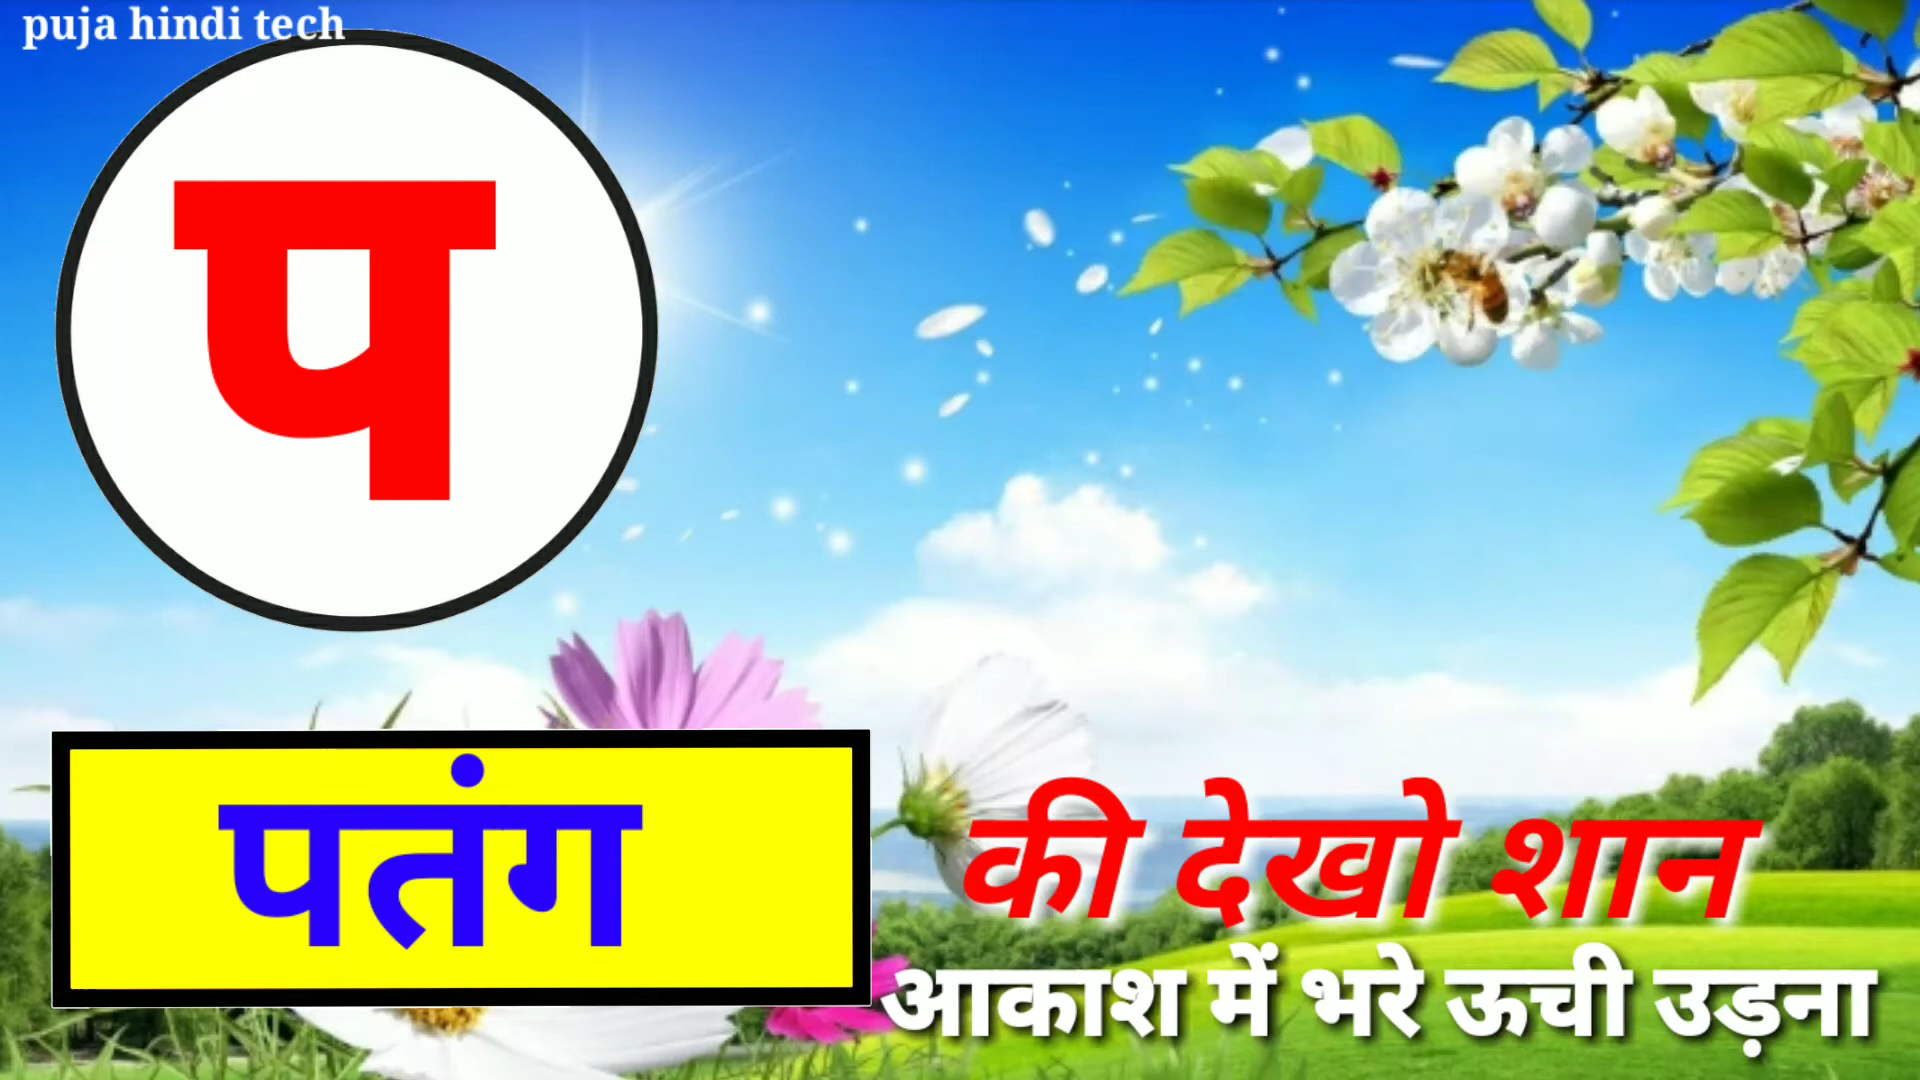 puja hindi tech
प
पतंग की देखो शान
आकाश में भरे ऊची उड़ना